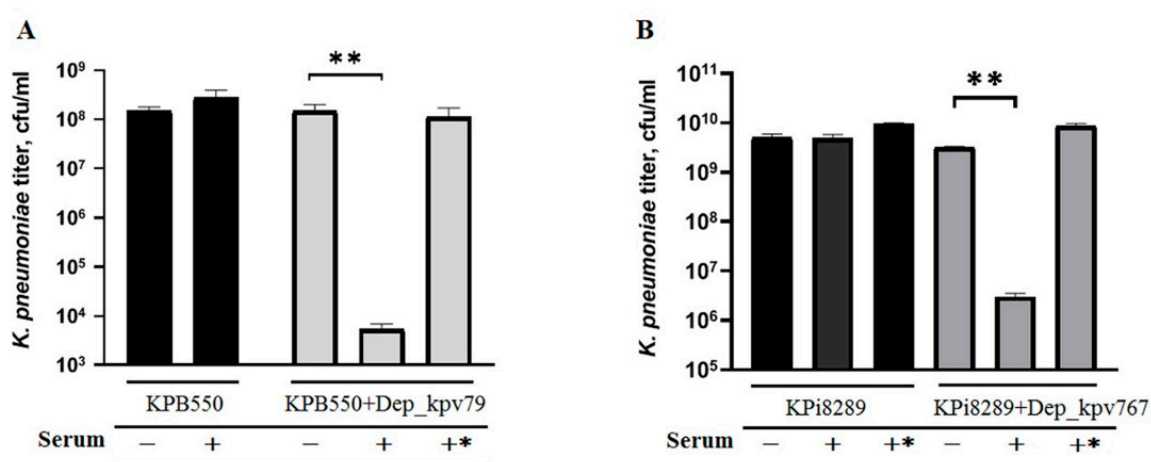 A
K. pneumoniae titer, cfu/ml
10⁹
10⁸
10⁷
10⁶
10⁵
10⁴
10³
**
KPB550
KPB550+Dep_kpv79
Serum
− + − + +*
B
K. pneumoniae titer, cfu/ml
10¹¹
10¹⁰
10⁹
10⁸
10⁷
10⁶
10⁵
**
KPi8289
KPi8289+Dep_kpv767
Serum
− + +* − + +*